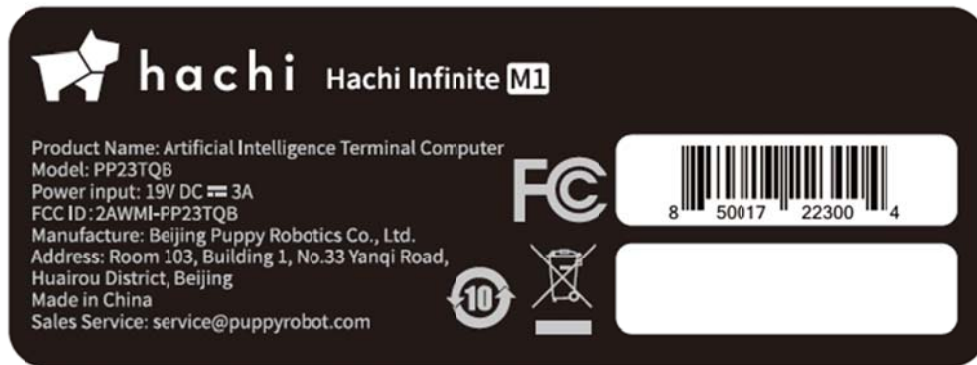 hachi Hachi Infinite M1
Product Name: Artificial Intelligence Terminal Computer
Model: PP23TQB
Power input: 19V DC ⎓ 3A
FCC ID: 2AWMI-PP23TQB
Manufacture: Beijing Puppy Robotics Co., Ltd.
Address: Room 103, Building 1, No.33 Yanqi Road,
Huairou District, Beijing
Made in China
Sales Service: service@puppyrobot.com
FC
10
8 50017 22300 4